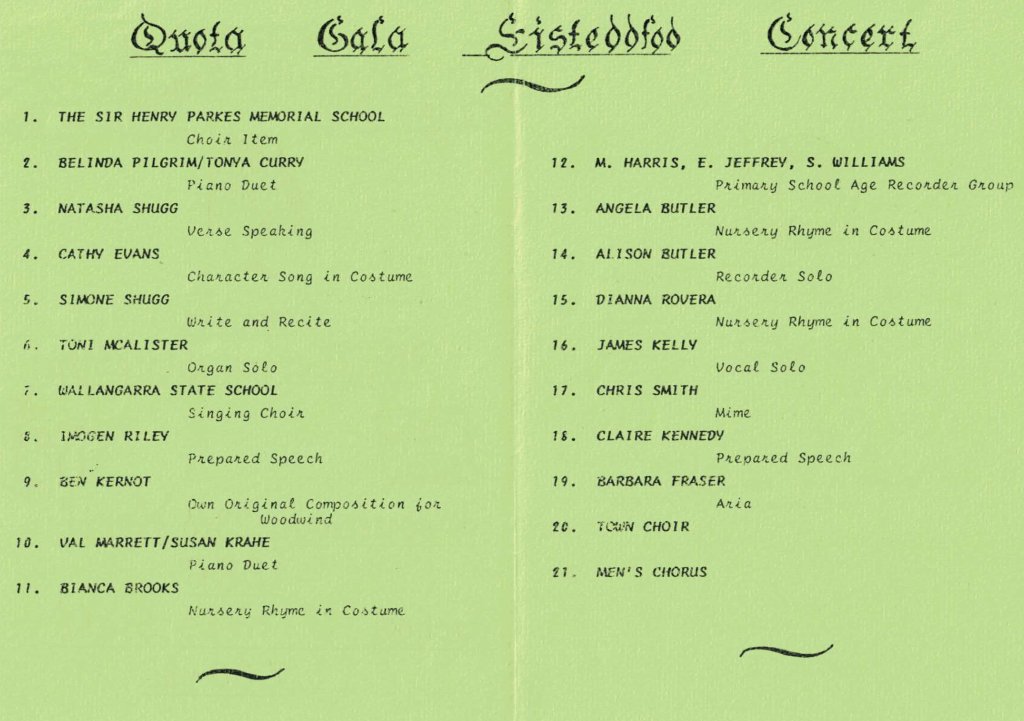 Quota Gala Eisteddfod Concert
1. THE SIR HENRY PARKES MEMORIAL SCHOOL
Choir Item
2. BELINDA PILGRIM/TONYA CURRY
Piano Duet
3. NATASHA SHUGG
Verse Speaking
4. CATHY EVANS
Character Song in Costume
5. SIMONE SHUGG
Write and Recite
6. TONI MCALISTER
Organ Solo
7. WALLANGARRA STATE SCHOOL
Singing Choir
8. IMOGEN RILEY
Prepared Speech
9. BEN KERNOT
Own Original Composition for
Woodwind
10. VAL MARRETT/SUSAN KRAHE
Piano Duet
11. BIANCA BROOKS
Nursery Rhyme in Costume
12. M. HARRIS, E. JEFFREY, S. WILLIAMS
Primary School Age Recorder Group
13. ANGELA BUTLER
Nursery Rhyme in Costume
14. ALISON BUTLER
Recorder Solo
15. DIANNA ROVERA
Nursery Rhyme in Costume
16. JAMES KELLY
Vocal Solo
17. CHRIS SMITH
Mime
18. CLAIRE KENNEDY
Prepared Speech
19. BARBARA FRASER
Aria
20. TOWN CHOIR
21. MEN'S CHORUS